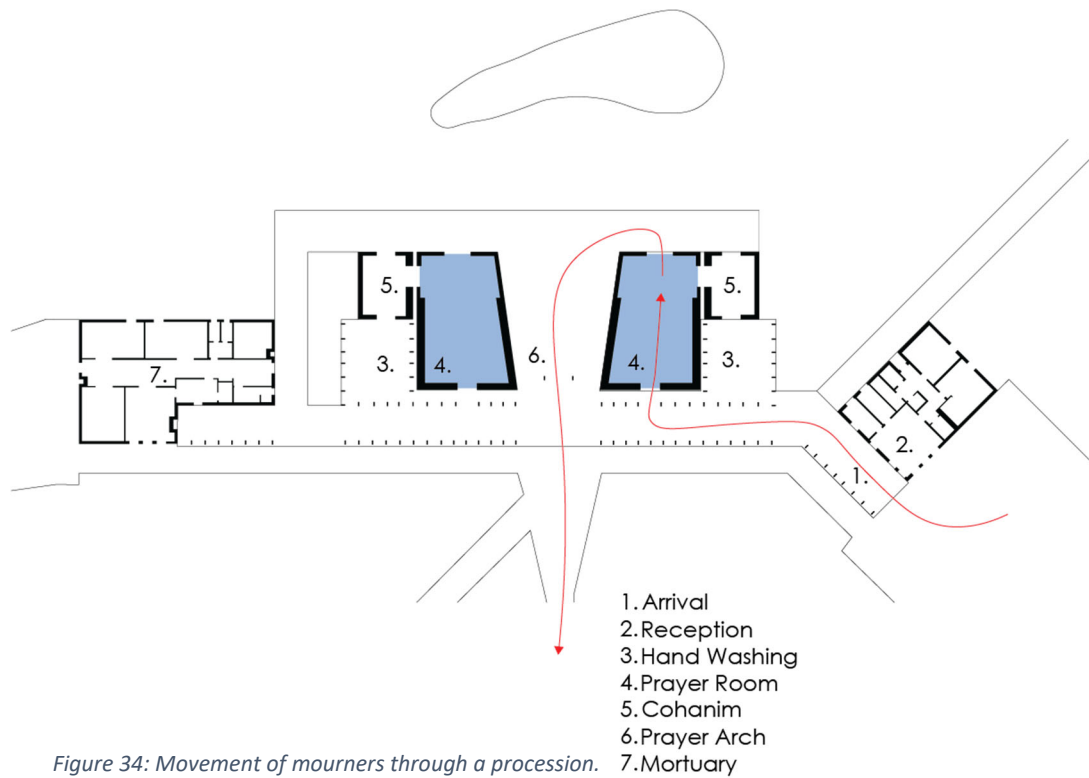 5.
5.
3.
4.
6.
4.
3.
7.
2.
1.
1. Arrival
2. Reception
3. Hand Washing
4. Prayer Room
5. Cohanim
6. Prayer Arch
7. Mortuary
Figure 34: Movement of mourners through a procession.